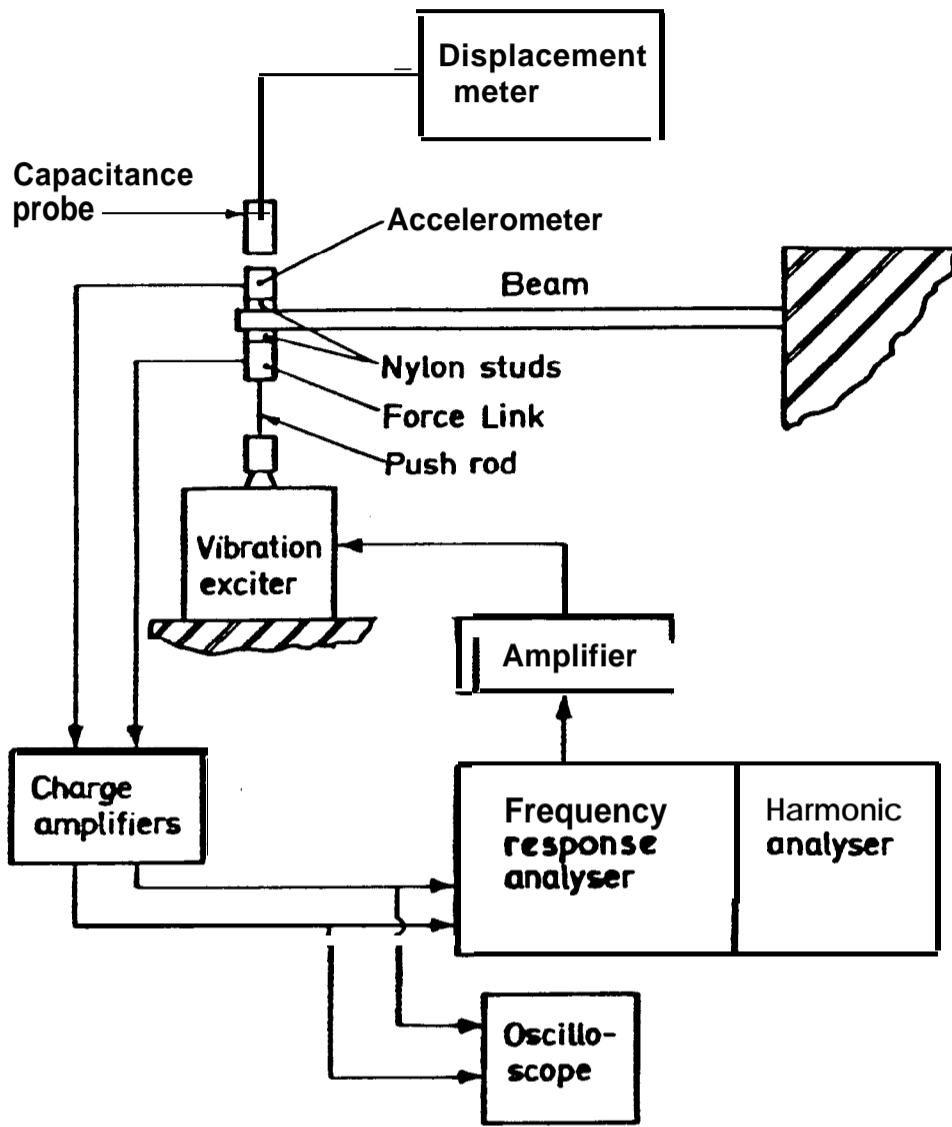 Displacement
meter
Capacitance
probe
Accelerometer
Beam
Nylon studs
Force Link
Push rod
Vibration
exciter
Amplifier
Charge
amplifiers
Frequency
response
analyser
Harmonic
analyser
Oscillo-
scope